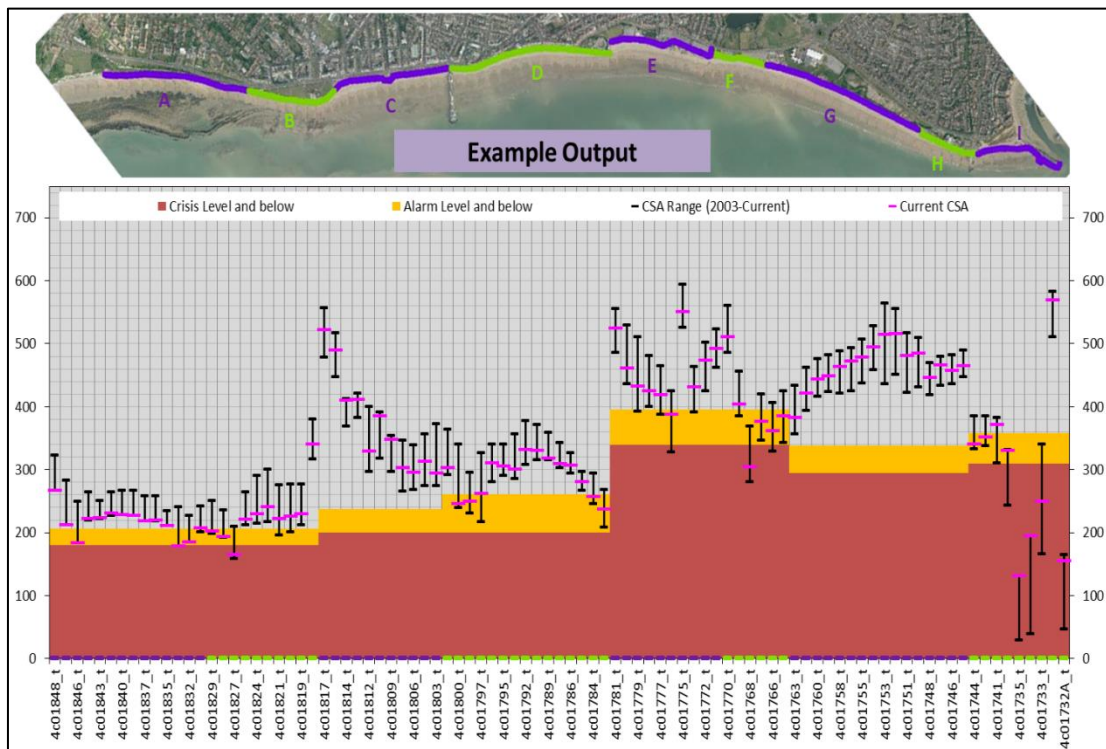 A
B
C
D
E
F
G
H
I
Example Output
Crisis Level and below
Alarm Level and below
CSA Range (2003-Current)
Current CSA
700
600
500
400
300
200
100
0
700
600
500
400
300
200
100
0
4c01848_t
4c01846_t
4c01843_t
4c01840_t
4c01837_t
4c01835_t
4c01832_t
4c01829_t
4c01827_t
4c01824_t
4c01821_t
4c01819_t
4c01817_t
4c01814_t
4c01812_t
4c01809_t
4c01806_t
4c01803_t
4c01800_t
4c01797_t
4c01795_t
4c01792_t
4c01789_t
4c01786_t
4c01784_t
4c01781_t
4c01779_t
4c01777_t
4c01775_t
4c01772_t
4c01770_t
4c01768_t
4c01766_t
4c01763_t
4c01760_t
4c01758_t
4c01755_t
4c01753_t
4c01751_t
4c01748_t
4c01746_t
4c01744_t
4c01741_t
4c01735_t
4c01733_t
4c01732A_t